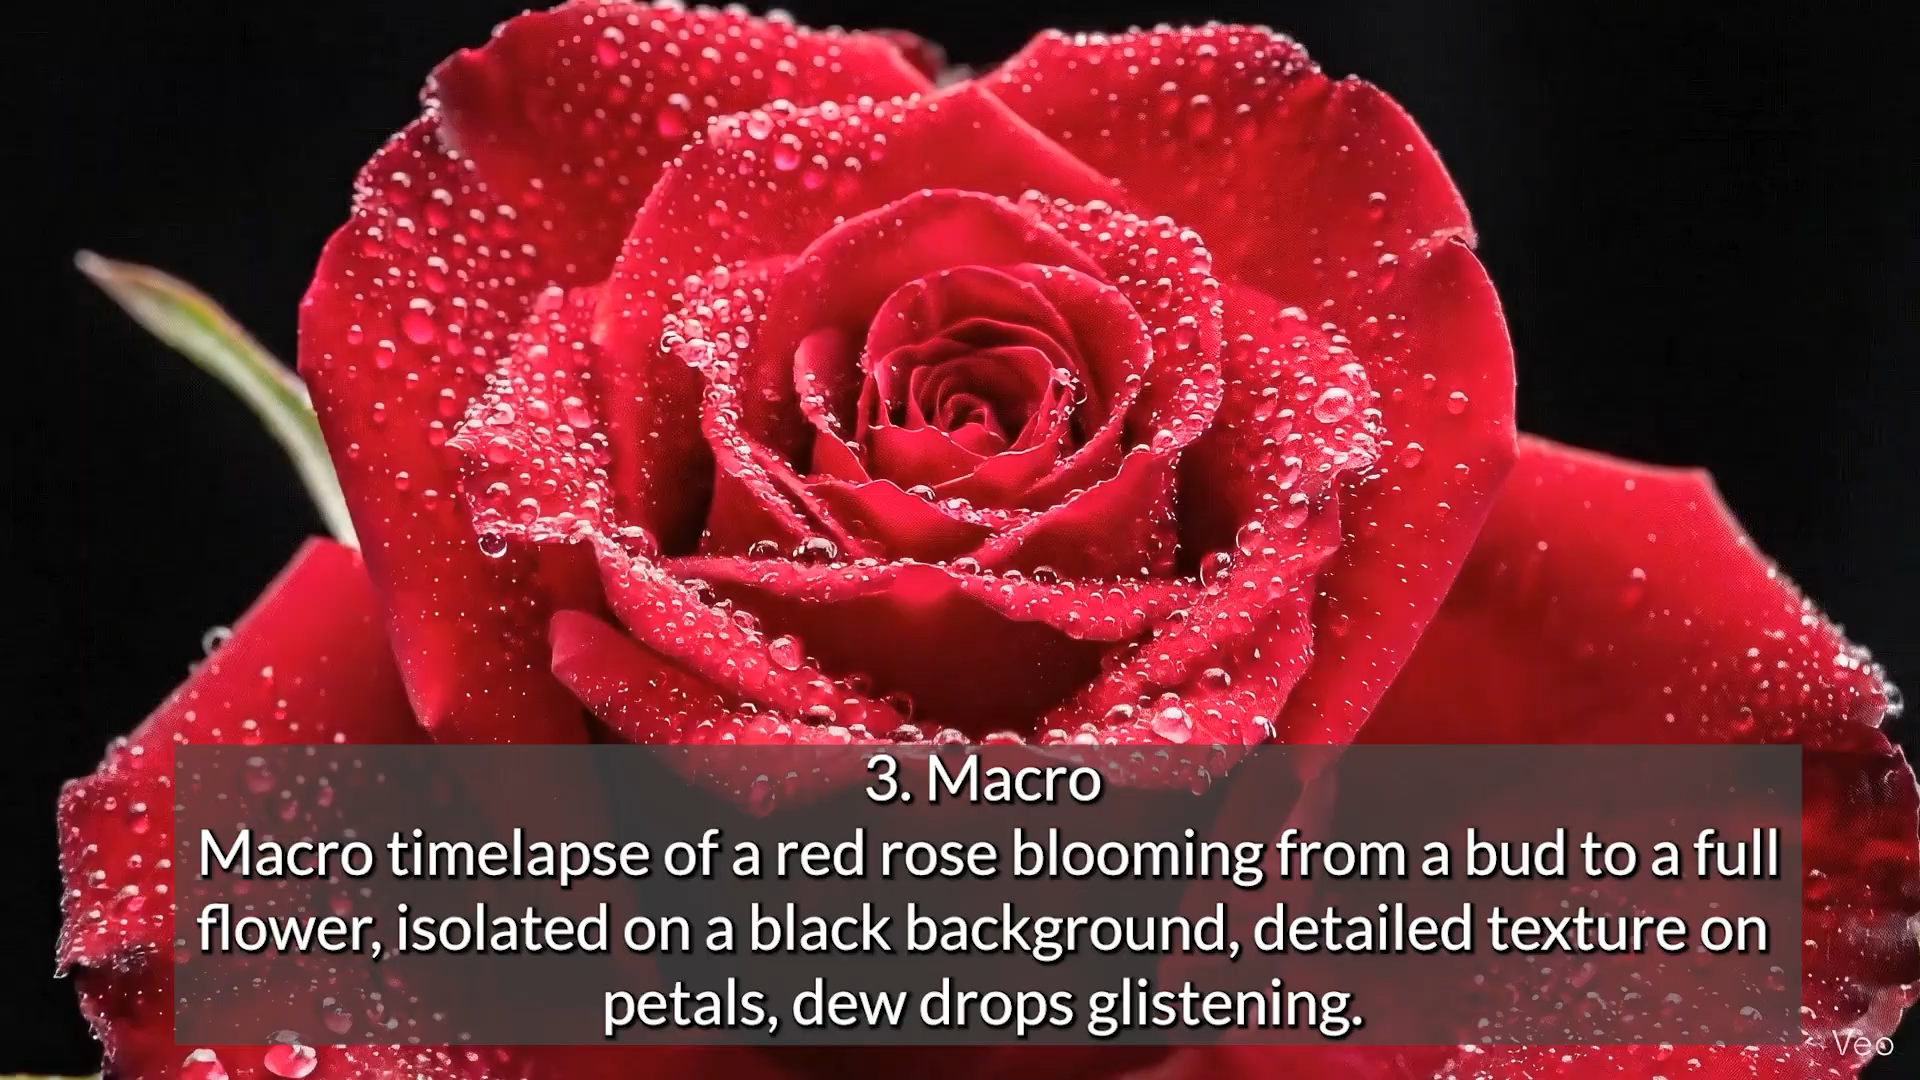 3. Macro
Macro timelapse of a red rose blooming from a bud to a full
flower, isolated on a black background, detailed texture on
petals, dew drops glistening.
Veo